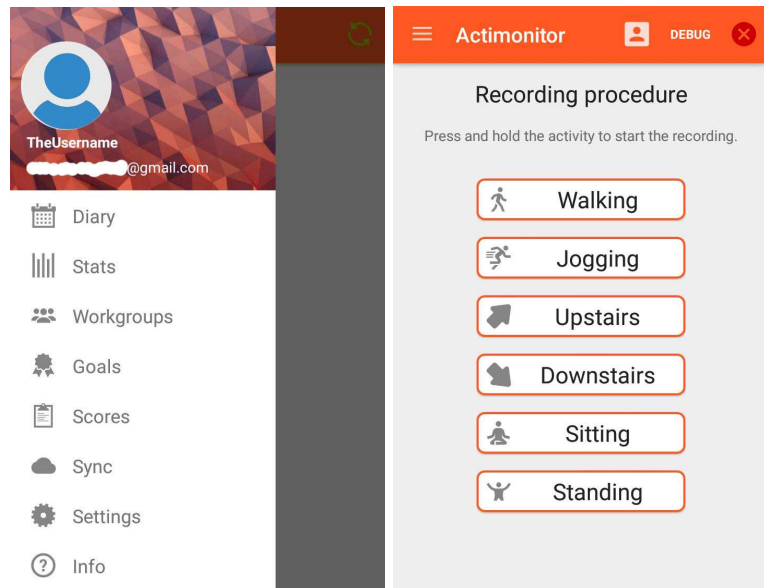 TheUsername
@gmail.com
Diary
Stats
Workgroups
Goals
Scores
Sync
Settings
Info
Actimonitor
DEBUG
Recording procedure
Press and hold the activity to start the recording.
Walking
Jogging
Upstairs
Downstairs
Sitting
Standing